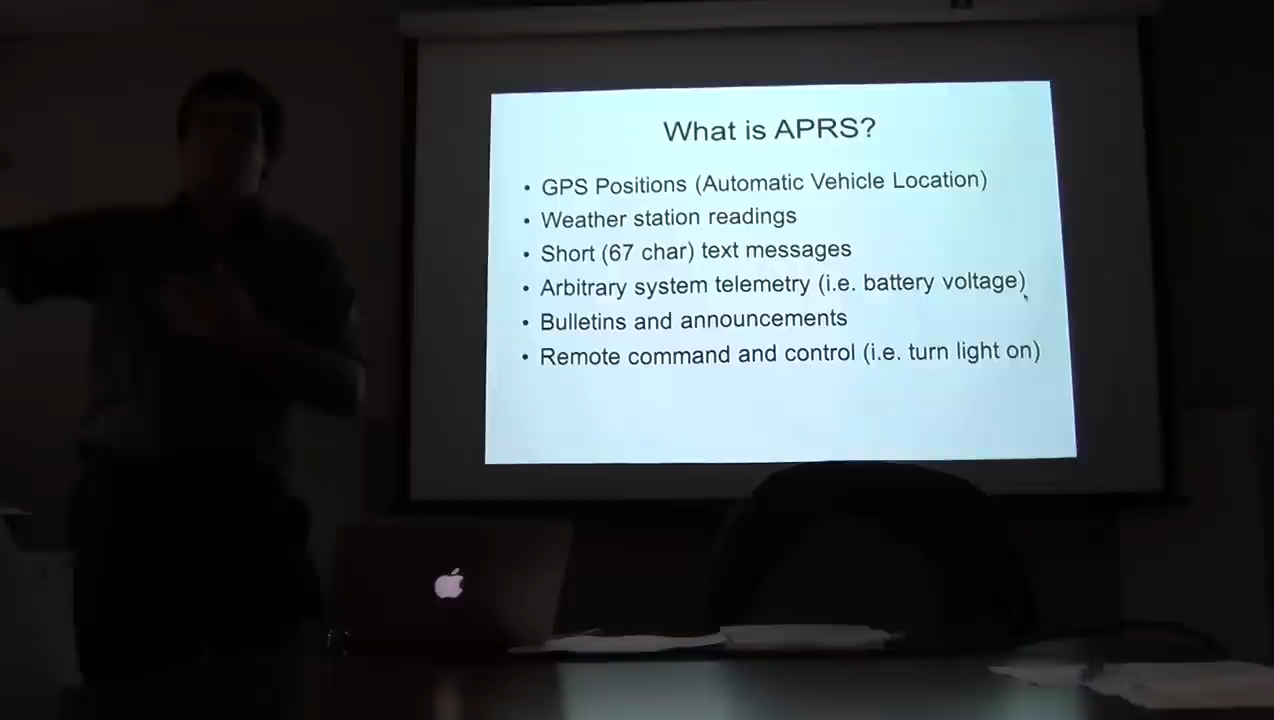 What is APRS?
• GPS Positions (Automatic Vehicle Location)
• Weather station readings
• Short (67 char) text messages
• Arbitrary system telemetry (i.e. battery voltage)
• Bulletins and announcements
• Remote command and control (i.e. turn light on)